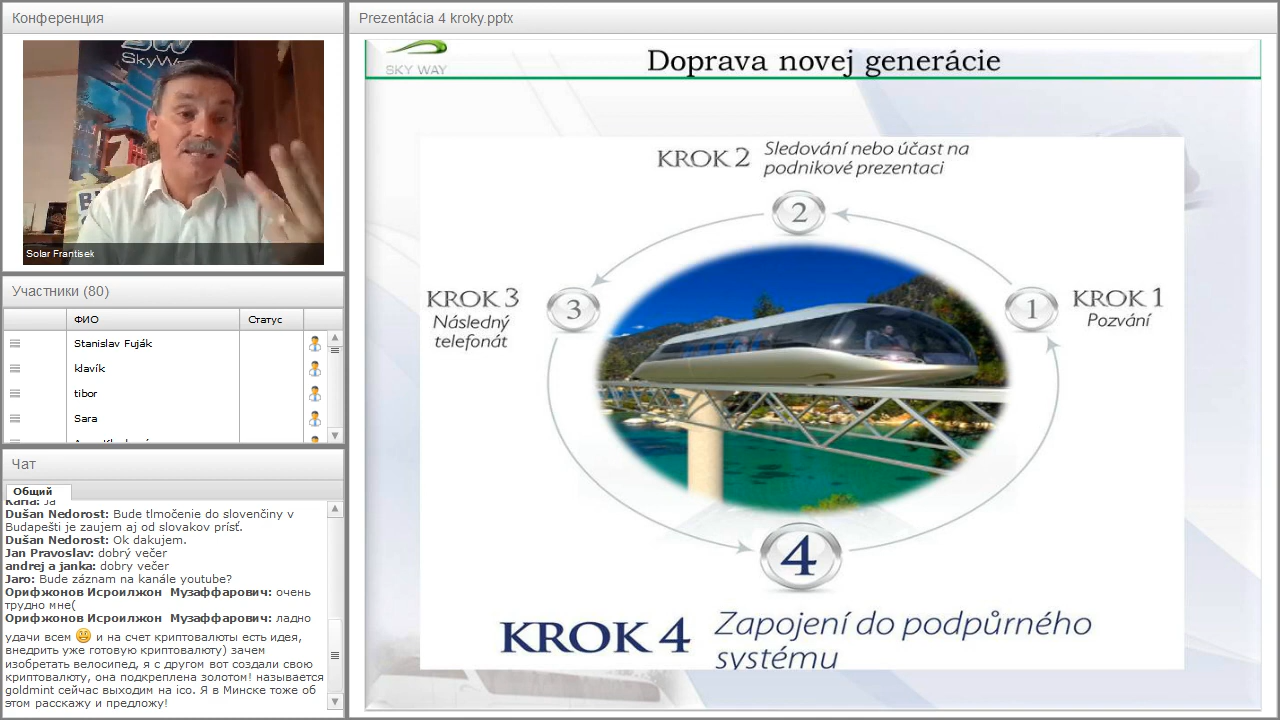 Конференция
SkyW
Solar Frantisek
Участники (80)
ФИО
Статус
Stanislav Fuják
klavík
tibor
Sara
Чат
Общий
Dušan Nedorost: Bude tlmočenie do slovenčiny v
Budapešti je zaujem aj od slovakov prísť.
Dušan Nedorost: Ok dakujem.
Jan Pravoslav: dobrý večer
andrej a janka: dobry večer
Jaro: Bude záznam na kanále youtube?
Орифжонов Исроилжон Музаффарович: очень
трудно мне(
Орифжонов Исроилжон Музаффарович: ладно
удачи всем и на счет криптовалюты есть идея,
внедрить уже готовую криптовалюту) зачем
изобретать велосипед, я с другом вот создали свою
криптовалюту, она подкреплена золотом! называется
goldmint сейчас выходим на ico. Я в Минске тоже об
этом расскажу и предложу!
Prezentácia 4 kroky.pptx
SKY WAY
Doprava novej generácie
KROK 2
Sledování nebo účast na
podnikové prezentaci
2
KROK 3
Následný
telefonát
3
1
KROK 1
Pozvání
4
KROK 4
Zapojení do podpůrného
systému